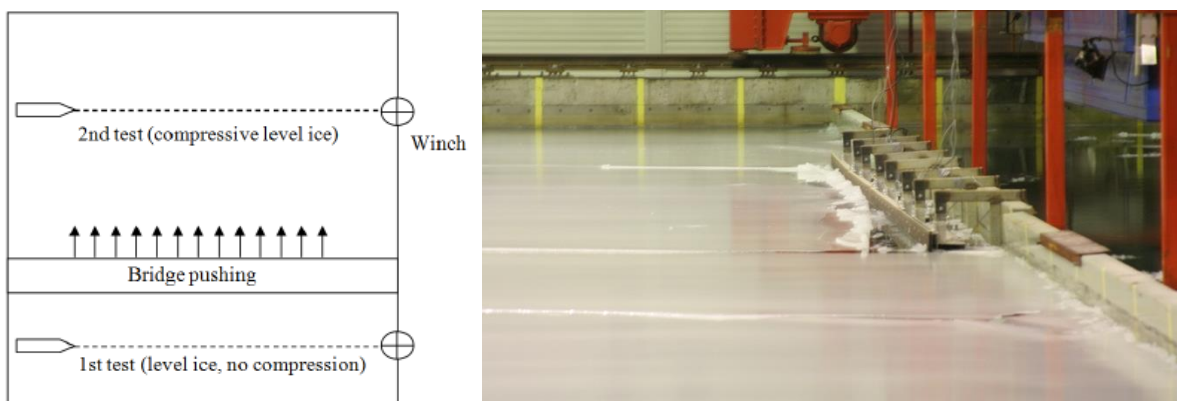 2nd test (compressive level ice)
Winch
Bridge pushing
1st test (level ice, no compression)